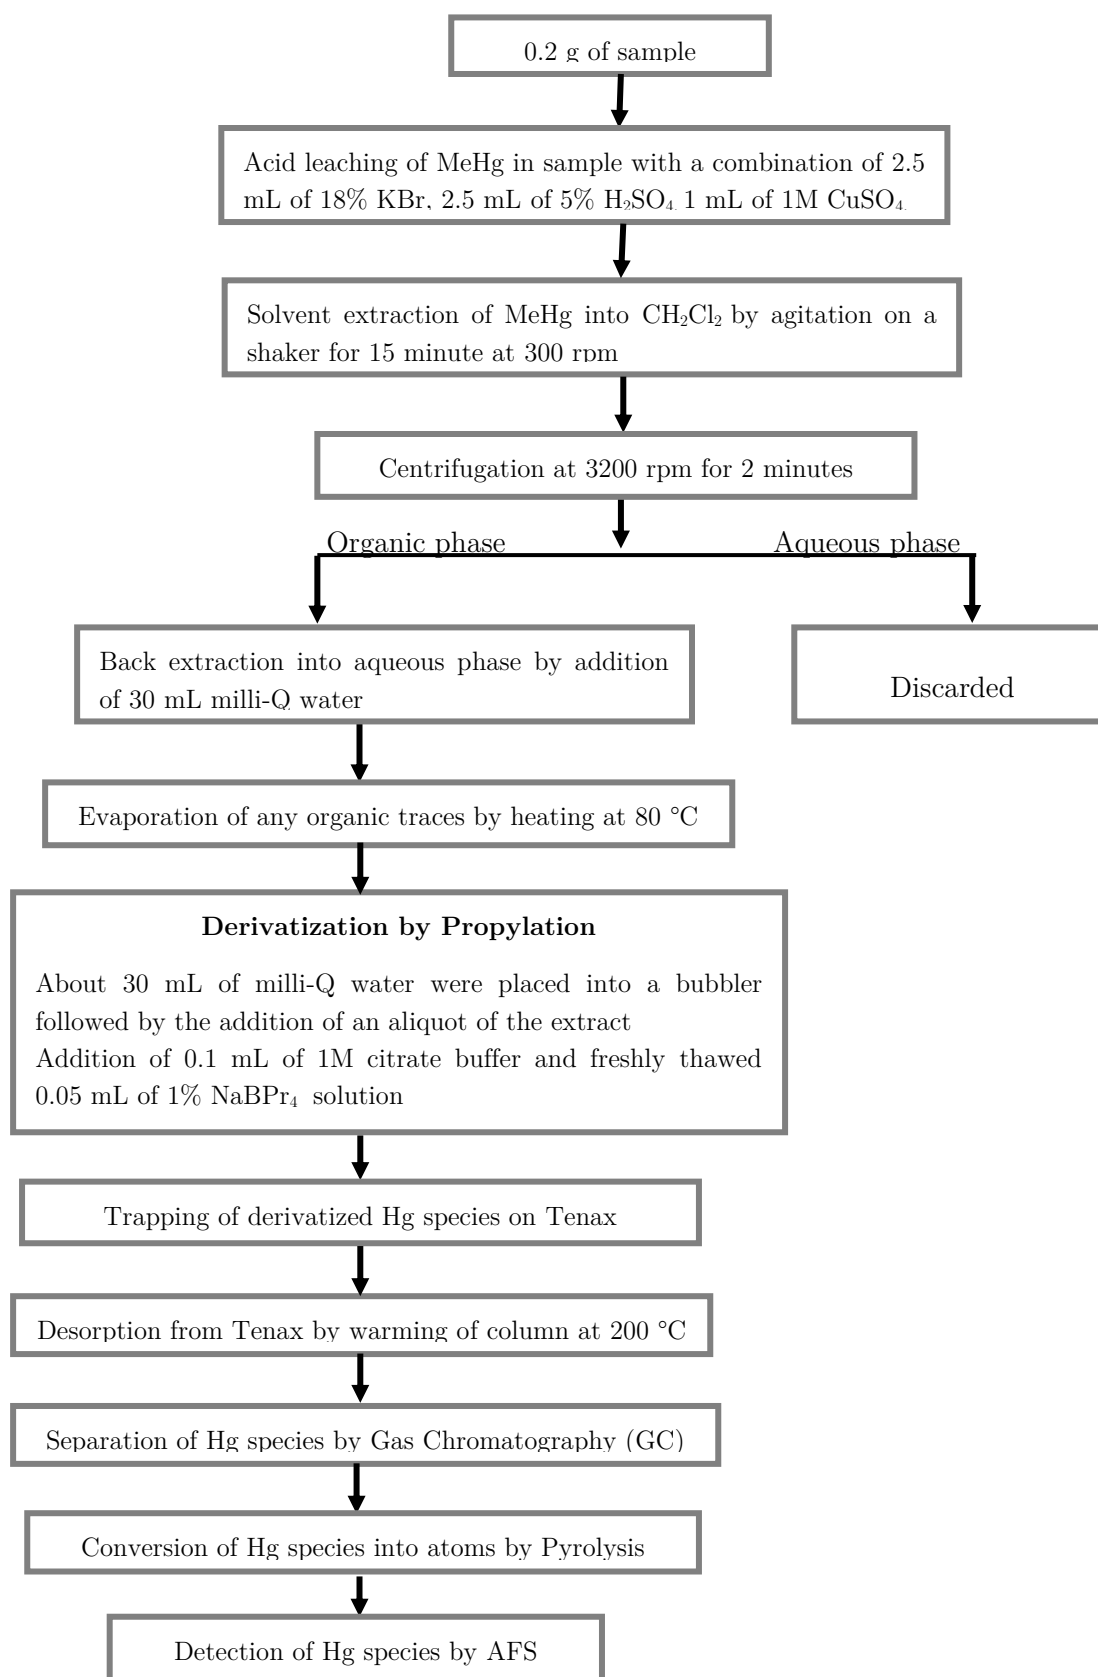 0.2 g of sample
Acid leaching of MeHg in sample with a combination of 2.5
mL of 18% KBr, 2.5 mL of 5% H₂SO₄, 1 mL of 1M CuSO₄.
Solvent extraction of MeHg into CH₂Cl₂ by agitation on a
shaker for 15 minute at 300 rpm
Centrifugation at 3200 rpm for 2 minutes
Organic phase
Aqueous phase
Back extraction into aqueous phase by addition
of 30 mL milli-Q water
Discarded
Evaporation of any organic traces by heating at 80 °C
Derivatization by Propylation
About 30 mL of milli-Q water were placed into a bubbler
followed by the addition of an aliquot of the extract
Addition of 0.1 mL of 1M citrate buffer and freshly thawed
0.05 mL of 1% NaBPr₄ solution
Trapping of derivatized Hg species on Tenax
Desorption from Tenax by warming of column at 200 °C
Separation of Hg species by Gas Chromatography (GC)
Conversion of Hg species into atoms by Pyrolysis
Detection of Hg species by AFS